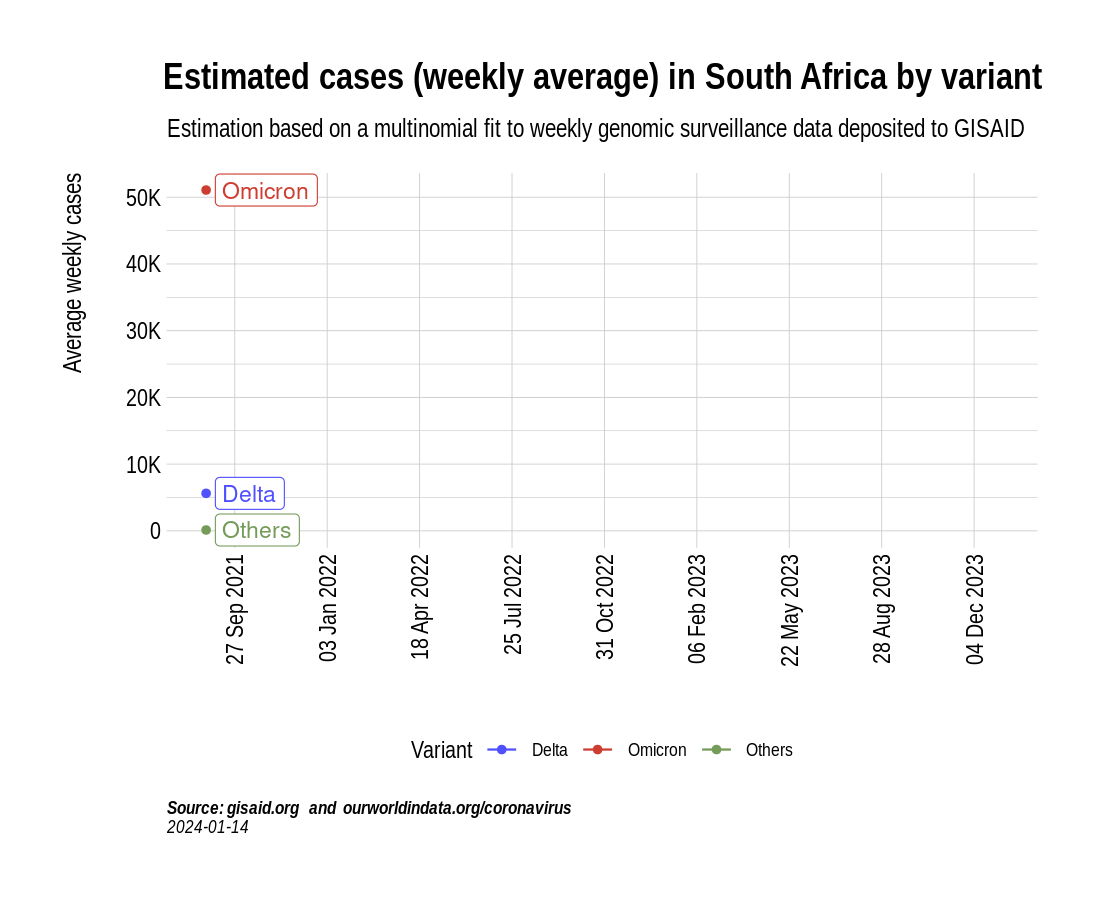 Estimated cases (weekly average) in South Africa by variant
Estimation based on a multinomial fit to weekly genomic surveillance data deposited to GISAID
Average weekly cases
50K
40K
30K
20K
10K
0
Omicron
Delta
Others
27 Sep 2021
03 Jan 2022
18 Apr 2022
25 Jul 2022
31 Oct 2022
06 Feb 2023
22 May 2023
28 Aug 2023
04 Dec 2023
Variant Delta Omicron Others
Source: gisaid.org and ourworldindata.org/coronavirus
2024-01-14